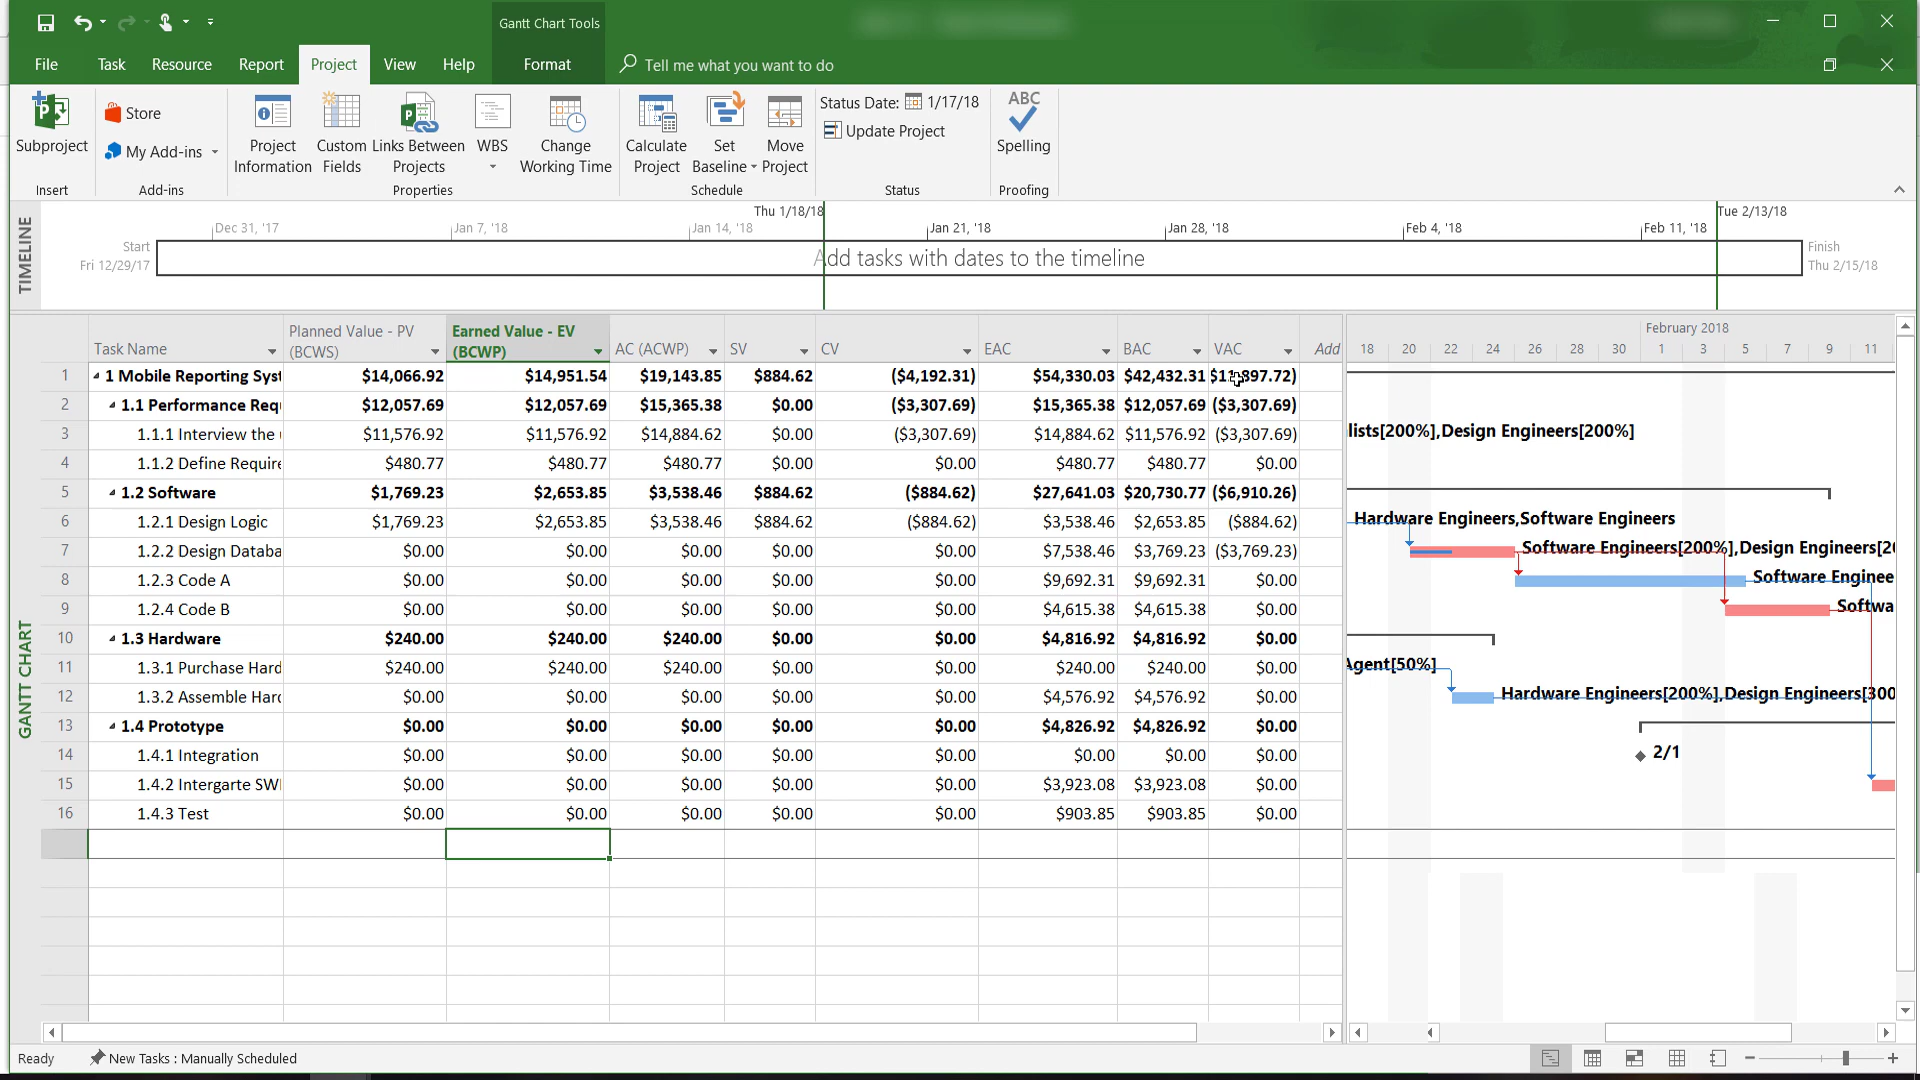 Gantt Chart Tools
File Task Resource Report Project View Help Format Tell me what you want to do
Subproject
Store
My Add-ins
Project Information
Custom Fields
Links Between Projects
WBS
Change Working Time
Calculate Project
Set Baseline
Move Project
Status Date: 1/17/18
Update Project
ABC
Spelling
Insert Add-ins Properties Schedule Status Proofing
TIMELINE
Thu 1/18/18 Tue 2/13/18
Dec 31, '17 Jan 7, '18 Jan 14, '18 Jan 21, '18 Jan 28, '18 Feb 4, '18 Feb 11, '18
Start
Fri 12/29/17
Add tasks with dates to the timeline
Finish
Thu 2/15/18
GANTT CHART
Task Name Planned Value - PV (BCWS) Earned Value - EV (BCWP) AC (ACWP) SV CV EAC BAC VAC Add
1 1 Mobile Reporting Syst $14,066.92 $14,951.54 $19,143.85 $884.62 ($4,192.31) $54,330.03 $42,432.31 $11,897.72)
2 1.1 Performance Requ $12,057.69 $12,057.69 $15,365.38 $0.00 ($3,307.69) $15,365.38 $12,057.69 ($3,307.69)
3 1.1.1 Interview the $11,576.92 $11,576.92 $14,884.62 $0.00 ($3,307.69) $14,884.62 $11,576.92 ($3,307.69)
4 1.1.2 Define Require $480.77 $480.77 $480.77 $0.00 $0.00 $480.77 $480.77 $0.00
5 1.2 Software $1,769.23 $2,653.85 $3,538.46 $884.62 ($884.62) $27,641.03 $20,730.77 ($6,910.26)
6 1.2.1 Design Logic $1,769.23 $2,653.85 $3,538.46 $884.62 ($884.62) $3,538.46 $2,653.85 ($884.62)
7 1.2.2 Design Databa $0.00 $0.00 $0.00 $0.00 $0.00 $7,538.46 $3,769.23 ($3,769.23)
8 1.2.3 Code A $0.00 $0.00 $0.00 $0.00 $0.00 $9,692.31 $9,692.31 $0.00
9 1.2.4 Code B $0.00 $0.00 $0.00 $0.00 $0.00 $4,615.38 $4,615.38 $0.00
10 1.3 Hardware $240.00 $240.00 $240.00 $0.00 $0.00 $4,816.92 $4,816.92 $0.00
11 1.3.1 Purchase Hard $240.00 $240.00 $240.00 $0.00 $0.00 $240.00 $240.00 $0.00
12 1.3.2 Assemble Hard $0.00 $0.00 $0.00 $0.00 $0.00 $4,576.92 $4,576.92 $0.00
13 1.4 Prototype $0.00 $0.00 $0.00 $0.00 $0.00 $4,826.92 $4,826.92 $0.00
14 1.4.1 Integration $0.00 $0.00 $0.00 $0.00 $0.00 $0.00 $0.00 $0.00
15 1.4.2 Intergarte SW $0.00 $0.00 $0.00 $0.00 $0.00 $3,923.08 $3,923.08 $0.00
16 1.4.3 Test $0.00 $0.00 $0.00 $0.00 $0.00 $903.85 $903.85 $0.00
February 2018
18 20 22 24 26 28 30 1 3 5 7 9 11
lists[200%],Design Engineers[200%]
Hardware Engineers,Software Engineers
Software Engineers[200%],Design Engineers[20
Software Enginee
Softwa
Agent[50%]
Hardware Engineers[200%],Design Engineers[300
2/1
Ready New Tasks : Manually Scheduled